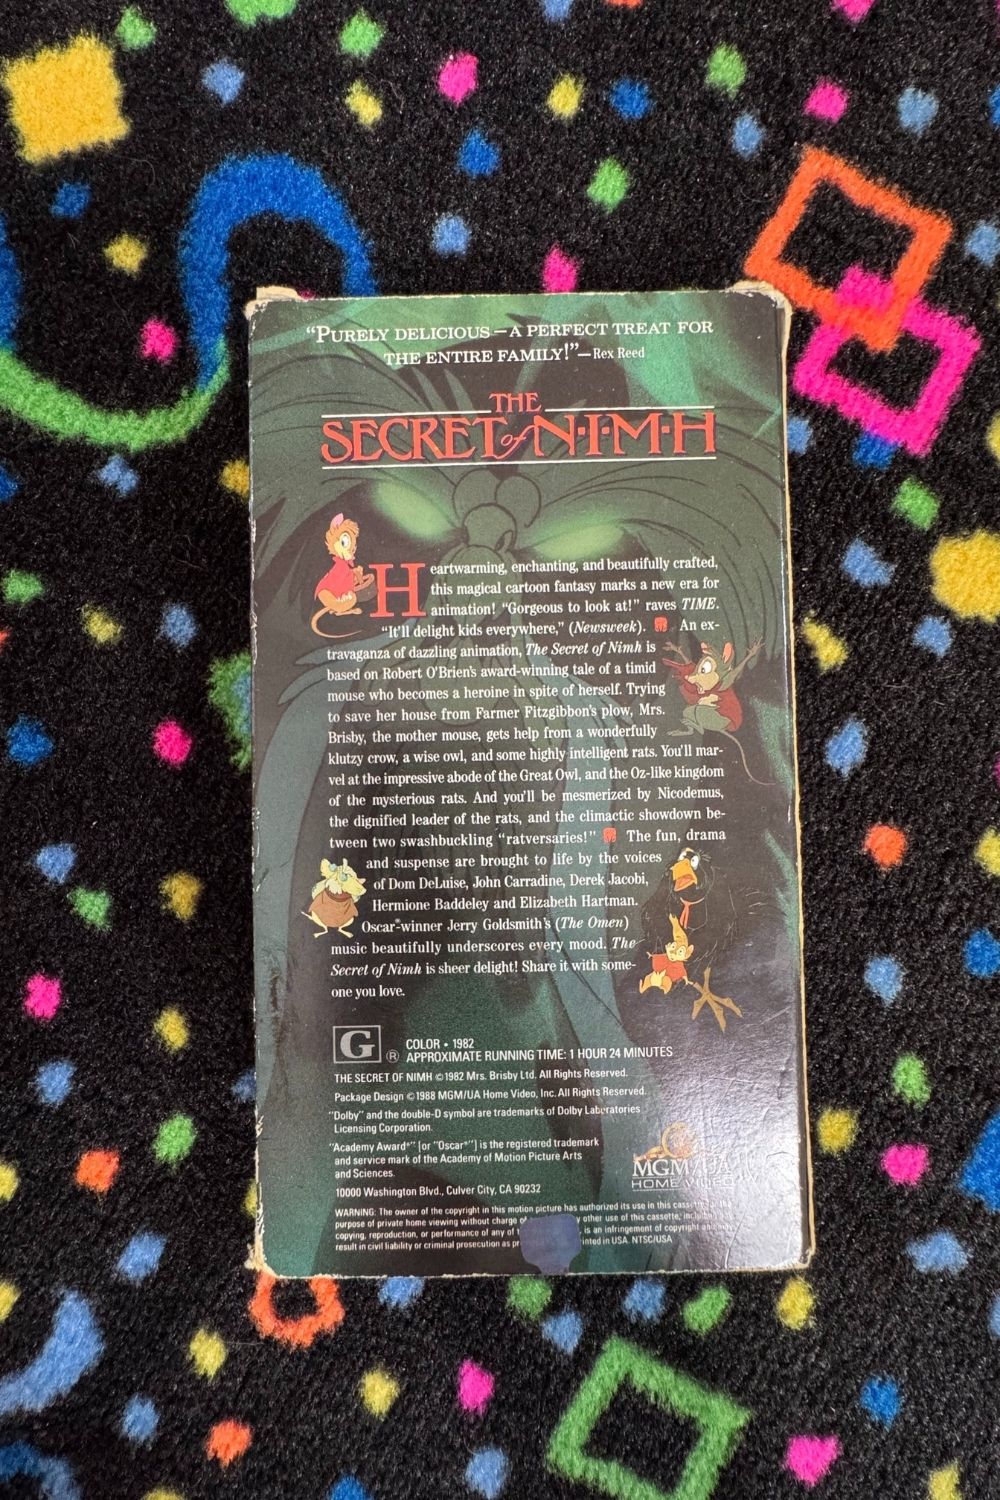 “PURELY DELICIOUS—A PERFECT TREAT FOR
THE ENTIRE FAMILY!”—Rex Reed
THE
SECRET of N·I·M·H
Heartwarming, enchanting, and beautifully crafted,
this magical cartoon fantasy marks a new era for
animation! “Gorgeous to look at!” raves TIME.
“It'll delight kids everywhere,” (Newsweek). An ex-
travaganza of dazzling animation, The Secret of Nimh is
based on Robert O'Brien's award-winning tale of a timid
mouse who becomes a heroine in spite of herself. Trying
to save her house from Farmer Fitzgibbon's plow, Mrs.
Brisby, the mother mouse, gets help from a wonderfully
klutzy crow, a wise owl, and some highly intelligent rats. You'll mar-
vel at the impressive abode of the Great Owl, and the Oz-like kingdom
of the mysterious rats. And you'll be mesmerized by Nicodemus,
the dignified leader of the rats, and the climactic showdown be-
tween two swashbuckling “ratversaries!” The fun, drama
and suspense are brought to life by the voices
of Dom DeLuise, John Carradine, Derek Jacobi,
Hermione Baddeley and Elizabeth Hartman.
Oscar®-winner Jerry Goldsmith's (The Omen)
music beautifully underscores every mood. The
Secret of Nimh is sheer delight! Share it with some-
one you love.
G ® COLOR • 1982
APPROXIMATE RUNNING TIME: 1 HOUR 24 MINUTES
THE SECRET OF NIMH ©1982 Mrs. Brisby Ltd. All Rights Reserved.
Package Design ©1988 MGM/UA Home Video, Inc. All Rights Reserved.
"Dolby" and the double-D symbol are trademarks of Dolby Laboratories
Licensing Corporation.
"Academy Award®" [or "Oscar®"] is the registered trademark
and service mark of the Academy of Motion Picture Arts
and Sciences.
10000 Washington Blvd., Culver City, CA 90232
MGM/UA
HOME VIDEO
WARNING: The owner of the copyright in this motion picture has authorized its use in this cassette for the
purpose of private home viewing without charge other use of this cassette, including
copying, reproduction, or performance of any of is an infringement of copyright and may
result in civil liability or criminal prosecution as USA. NTSC/USA